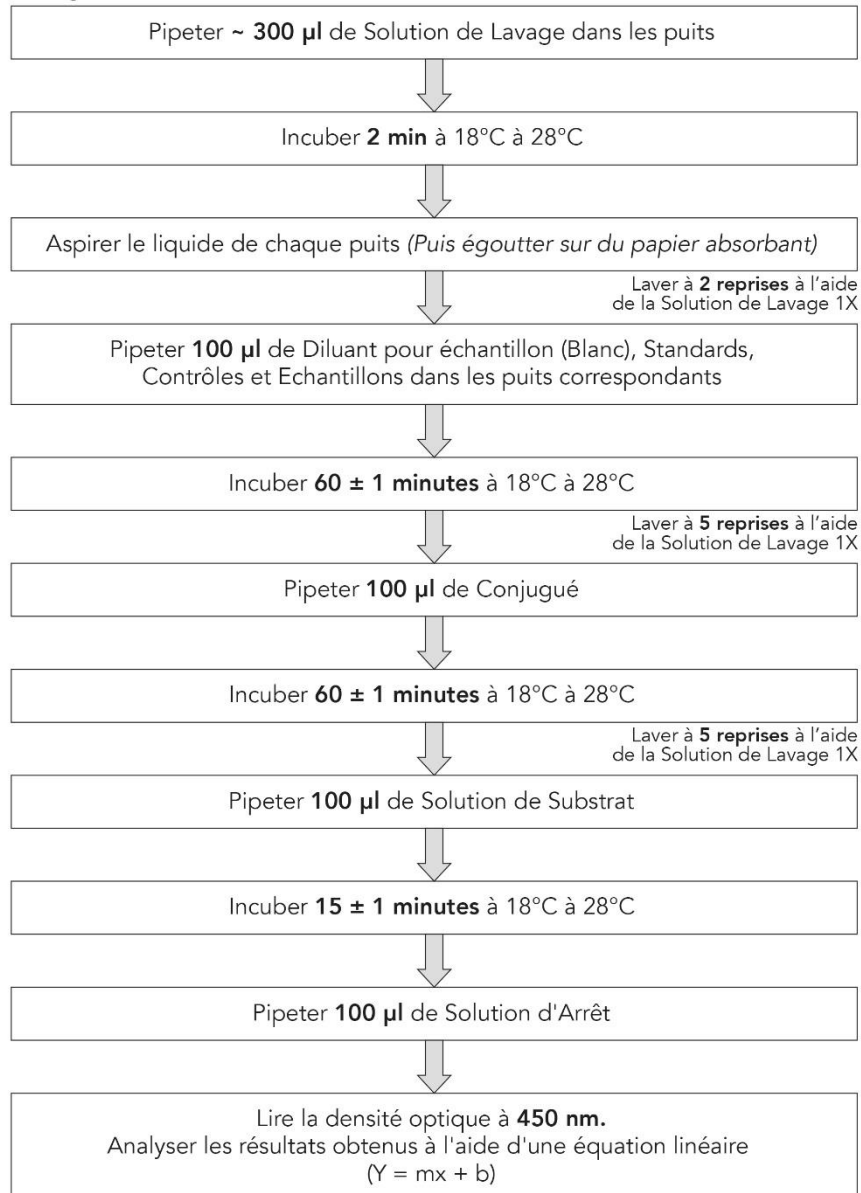 Pipeter ~ 300 µl de Solution de Lavage dans les puits
Incuber 2 min à 18°C à 28°C
Aspirer le liquide de chaque puits (Puis égoutter sur du papier absorbant)
Laver à 2 reprises à l'aide
de la Solution de Lavage 1X
Pipeter 100 µl de Diluant pour échantillon (Blanc), Standards,
Contrôles et Echantillons dans les puits correspondants
Incuber 60 ± 1 minutes à 18°C à 28°C
Laver à 5 reprises à l'aide
de la Solution de Lavage 1X
Pipeter 100 µl de Conjugué
Incuber 60 ± 1 minutes à 18°C à 28°C
Laver à 5 reprises à l'aide
de la Solution de Lavage 1X
Pipeter 100 µl de Solution de Substrat
Incuber 15 ± 1 minutes à 18°C à 28°C
Pipeter 100 µl de Solution d'Arrêt
Lire la densité optique à 450 nm.
Analyser les résultats obtenus à l'aide d'une équation linéaire
(Y = mx + b)